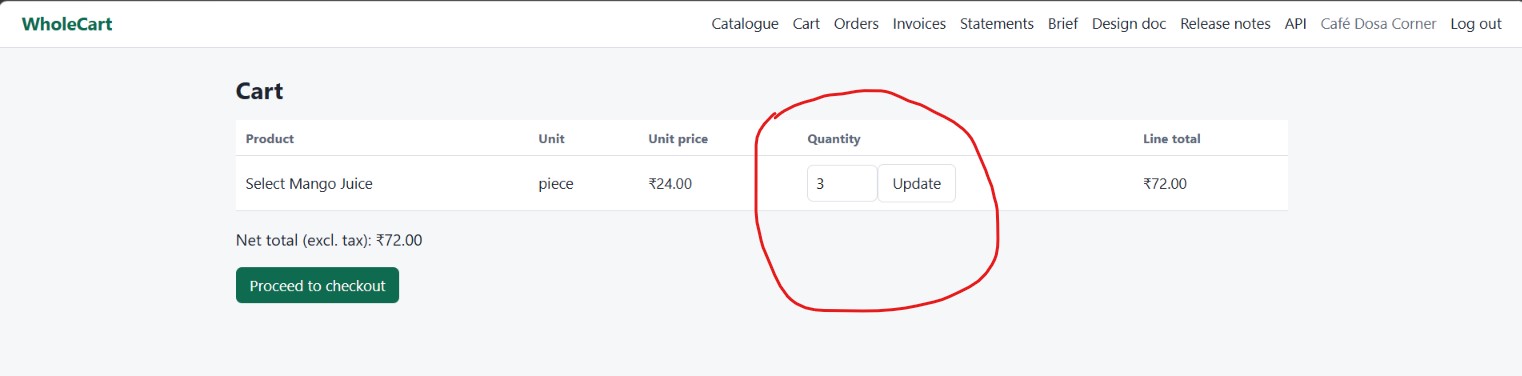 WholeCart Catalogue Cart Orders Invoices Statements Brief Design doc Release notes API Café Dosa Corner Log out
Cart
Product Unit Unit price Quantity Line total
Select Mango Juice piece ₹24.00 3 Update ₹72.00
Net total (excl. tax): ₹72.00
Proceed to checkout